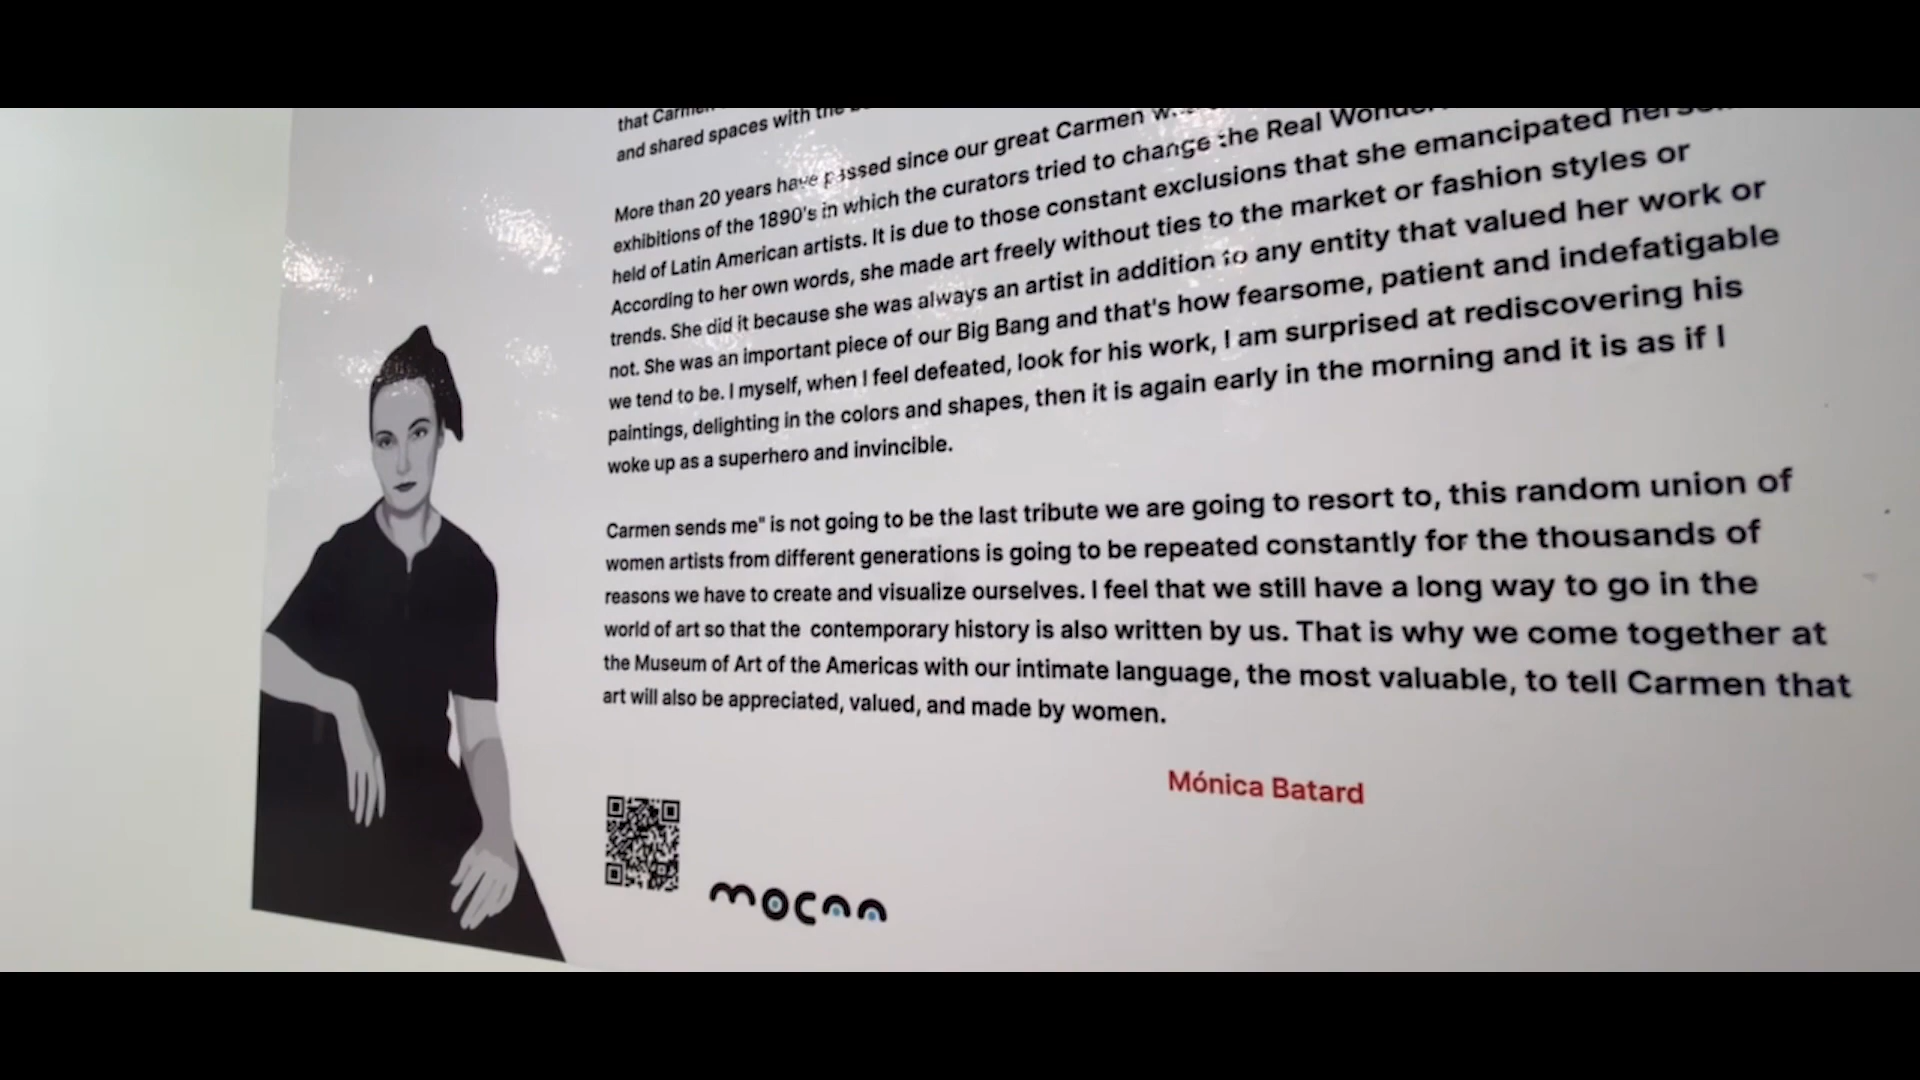 that Carmen
and shared spaces with the
More than 20 years have passed since our great Carmen
exhibitions of the 1890's in which the curators tried to change the Real
held of Latin American artists. It is due to those constant exclusions that she emancipated
According to her own words, she made art freely without ties to the market or fashion styles or
trends. She did it because she was always an artist in addition to any entity that valued her work or
not. She was an important piece of our Big Bang and that's how fearsome, patient and indefatigable
we tend to be. I myself, when I feel defeated, look for his work, I am surprised at rediscovering his
paintings, delighting in the colors and shapes, then it is again early in the morning and it is as if I
woke up as a superhero and invincible.
Carmen sends me" is not going to be the last tribute we are going to resort to, this random union of
women artists from different generations is going to be repeated constantly for the thousands of
reasons we have to create and visualize ourselves. I feel that we still have a long way to go in the
world of art so that the contemporary history is also written by us. That is why we come together at
the Museum of Art of the Americas with our intimate language, the most valuable, to tell Carmen that
art will also be appreciated, valued, and made by women.
Mónica Batard
mocaa